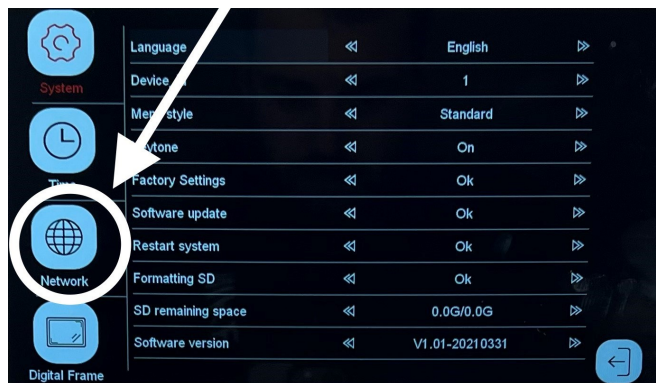 System
Network
Digital Frame
Language English
Device 1
Standard
On
Factory Settings Ok
Software update Ok
Restart system Ok
Formatting SD Ok
SD remaining space 0.0G/0.0G
Software version V1.01-20210331